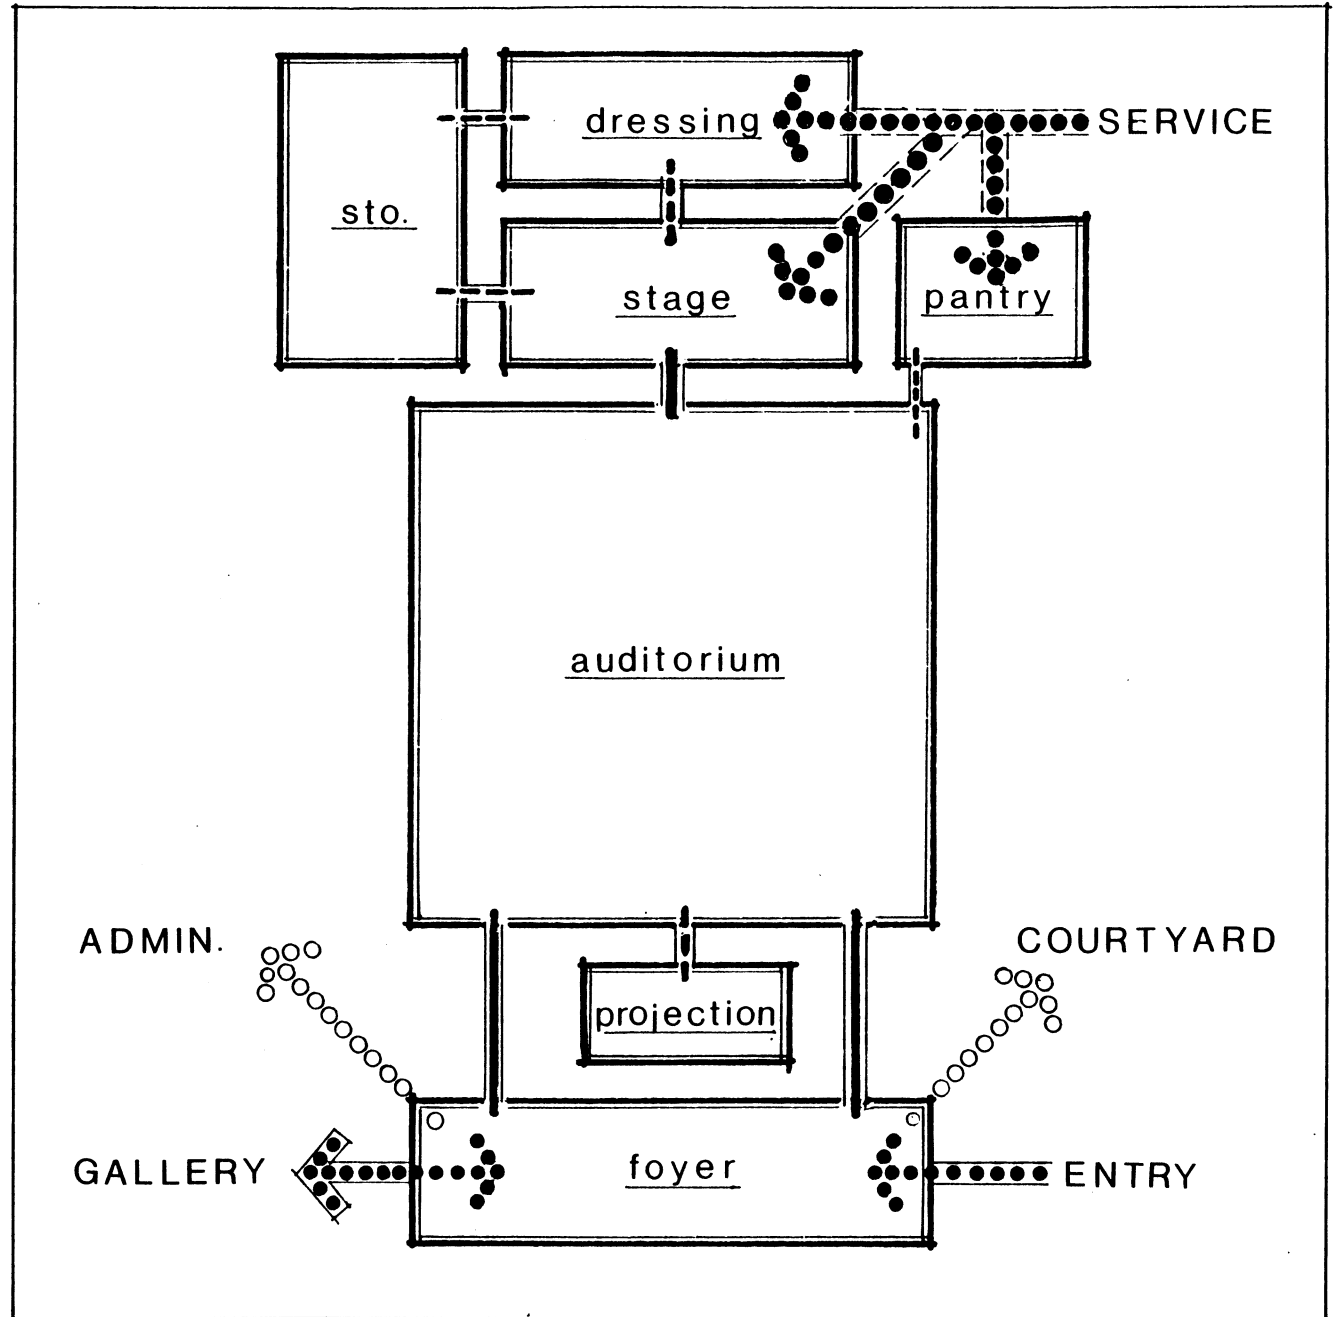 dressing
SERVICE
sto.
stage
pantry
auditorium
ADMIN.
COURTYARD
projection
GALLERY
foyer
ENTRY